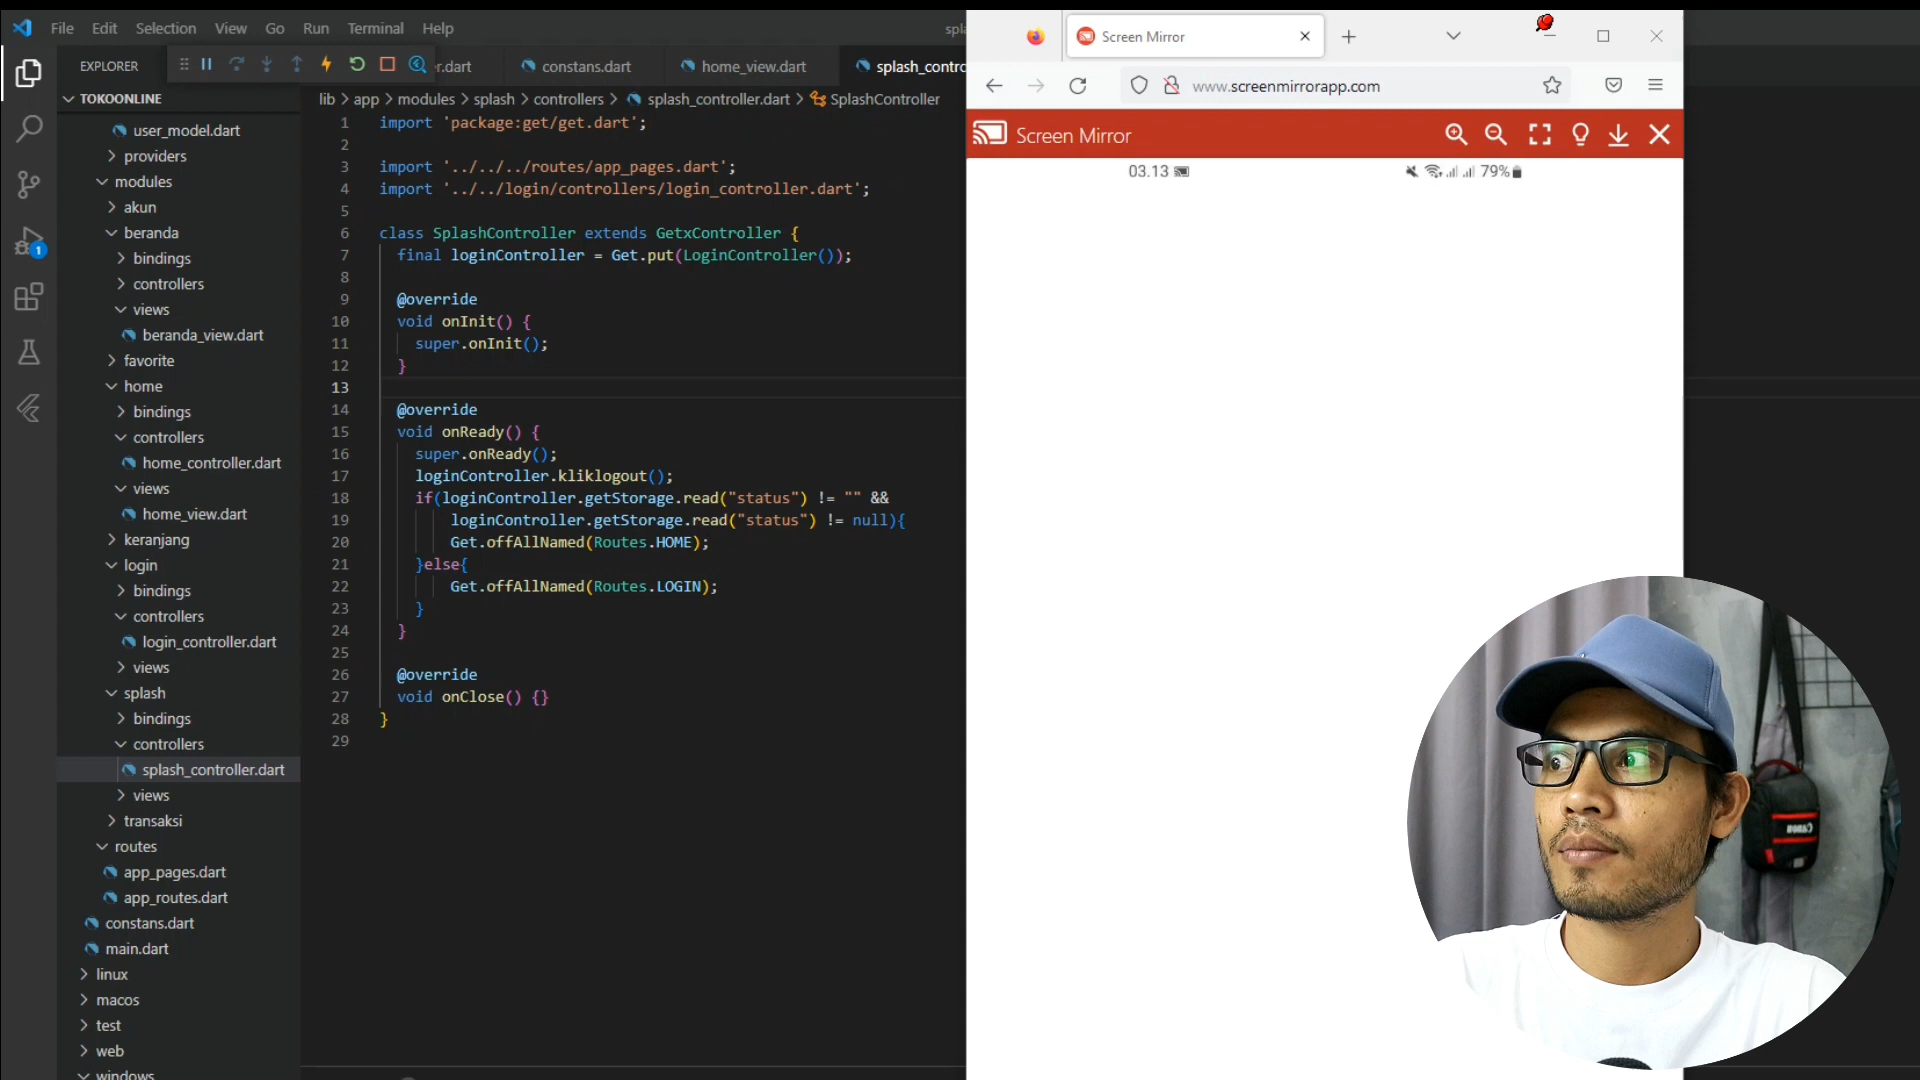 File Edit Selection View Go Run Terminal Help
EXPLORER
r.dart constans.dart home_view.dart splash_contro
TOKOONLINE
user_model.dart
providers
modules
akun
beranda
bindings
controllers
views
beranda_view.dart
favorite
home
bindings
controllers
home_controller.dart
views
home_view.dart
keranjang
login
bindings
controllers
login_controller.dart
views
splash
bindings
controllers
splash_controller.dart
views
transaksi
routes
app_pages.dart
app_routes.dart
constans.dart
main.dart
linux
macos
test
web
windows
1
lib > app > modules > splash > controllers > splash_controller.dart > SplashController
1 import 'package:get/get.dart';
2
3 import '../../../routes/app_pages.dart';
4 import '../../login/controllers/login_controller.dart';
5
6 class SplashController extends GetxController {
7 final loginController = Get.put(LoginController());
8
9 @override
10 void onInit() {
11 super.onInit();
12 }
13
14 @override
15 void onReady() {
16 super.onReady();
17 loginController.kliklogout();
18 if(loginController.getStorage.read("status") != "" &&
19 loginController.getStorage.read("status") != null){
20 Get.offAllNamed(Routes.HOME);
21 }else{
22 Get.offAllNamed(Routes.LOGIN);
23 }
24 }
25
26 @override
27 void onClose() {}
28 }
29
Screen Mirror
www.screenmirrorapp.com
Screen Mirror
03.13 79%
Canon